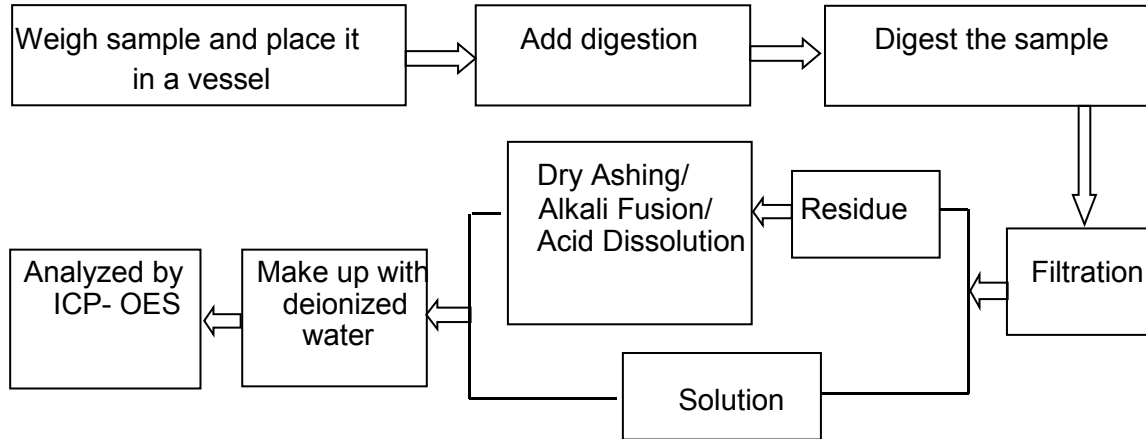 Weigh sample and place it
in a vessel
Add digestion
Digest the sample
Dry Ashing/
Alkali Fusion/
Acid Dissolution
Residue
Filtration
Analyzed by
ICP- OES
Make up with
deionized
water
Solution